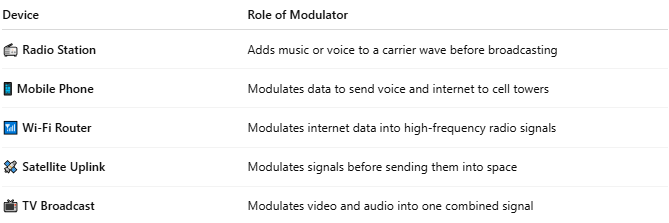 Device Role of Modulator
📻 Radio Station Adds music or voice to a carrier wave before broadcasting
📱 Mobile Phone Modulates data to send voice and internet to cell towers
📶 Wi-Fi Router Modulates internet data into high-frequency radio signals
🛰️ Satellite Uplink Modulates signals before sending them into space
📺 TV Broadcast Modulates video and audio into one combined signal